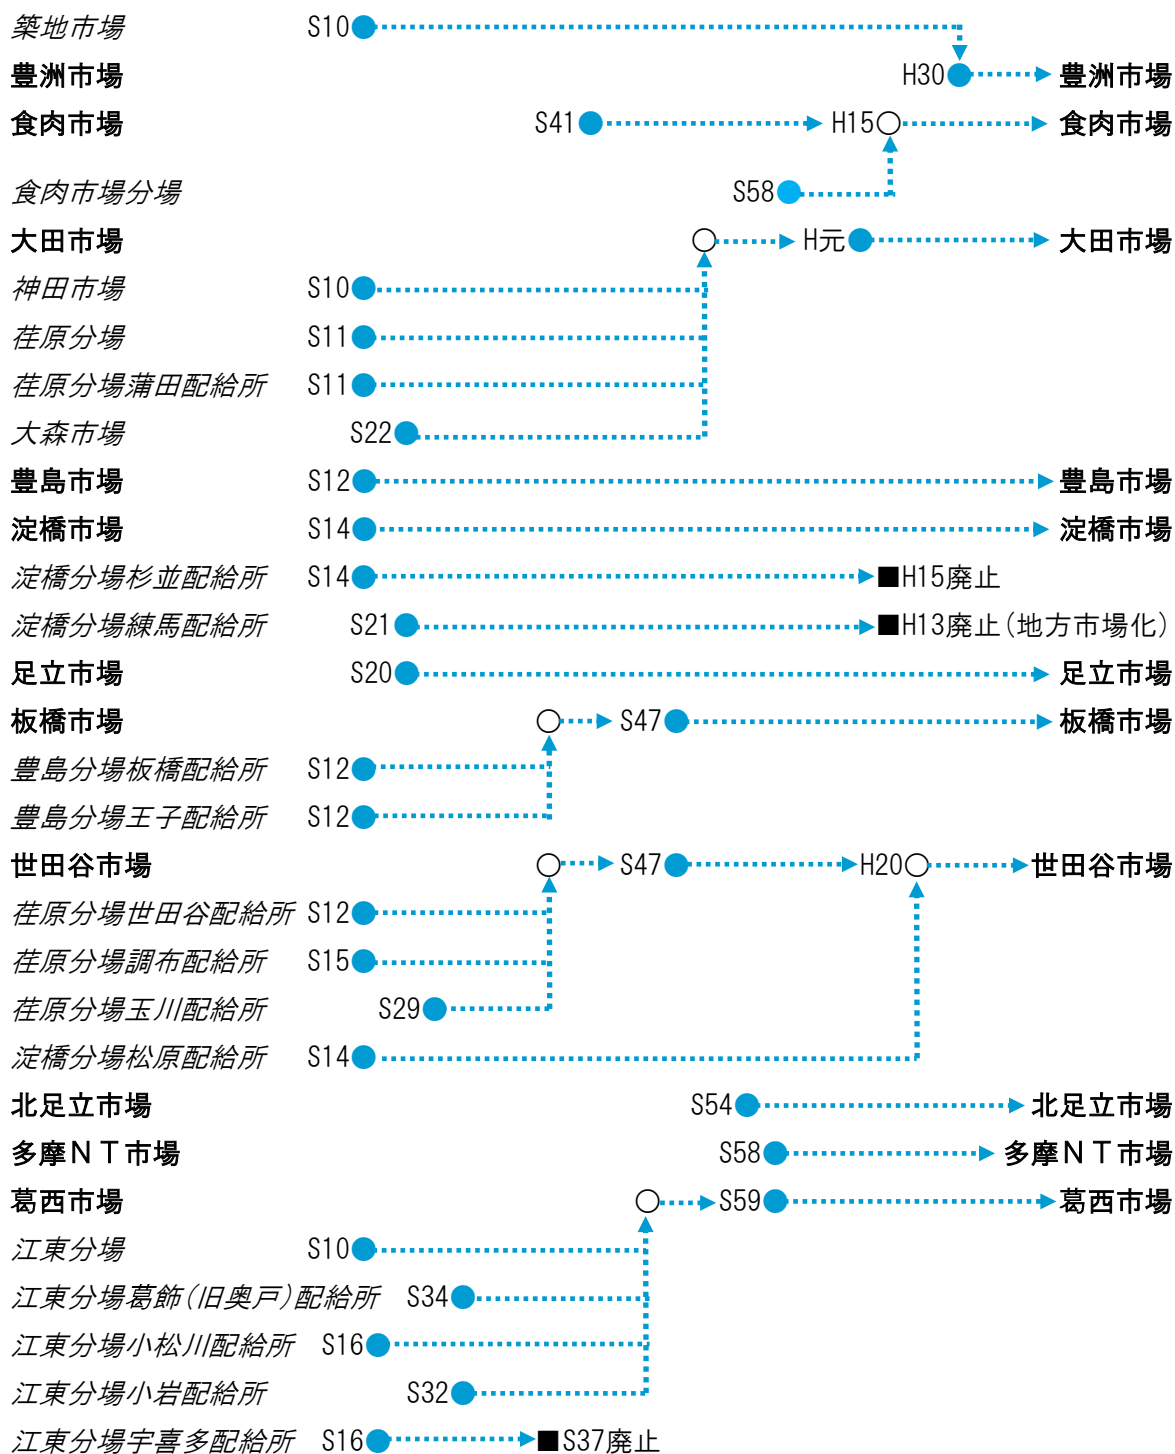 築地市場 S10
豊洲市場 H30 豊洲市場
食肉市場 S41 H15 食肉市場
食肉市場分場 S58
大田市場 H元 大田市場
神田市場 S10
荏原分場 S11
荏原分場蒲田配給所 S11
大森市場 S22
豊島市場 S12 豊島市場
淀橋市場 S14 淀橋市場
淀橋分場杉並配給所 S14 ■H15廃止
淀橋分場練馬配給所 S21 ■H13廃止(地方市場化)
足立市場 S20 足立市場
板橋市場 S47 板橋市場
豊島分場板橋配給所 S12
豊島分場王子配給所 S12
世田谷市場 S47 H20 世田谷市場
荏原分場世田谷配給所 S12
荏原分場調布配給所 S15
荏原分場玉川配給所 S29
淀橋分場松原配給所 S14
北足立市場 S54 北足立市場
多摩NT市場 S58 多摩NT市場
葛西市場 S59 葛西市場
江東分場 S10
江東分場葛飾(旧奥戸)配給所 S34
江東分場小松川配給所 S16
江東分場小岩配給所 S32
江東分場宇喜多配給所 S16 ■S37廃止